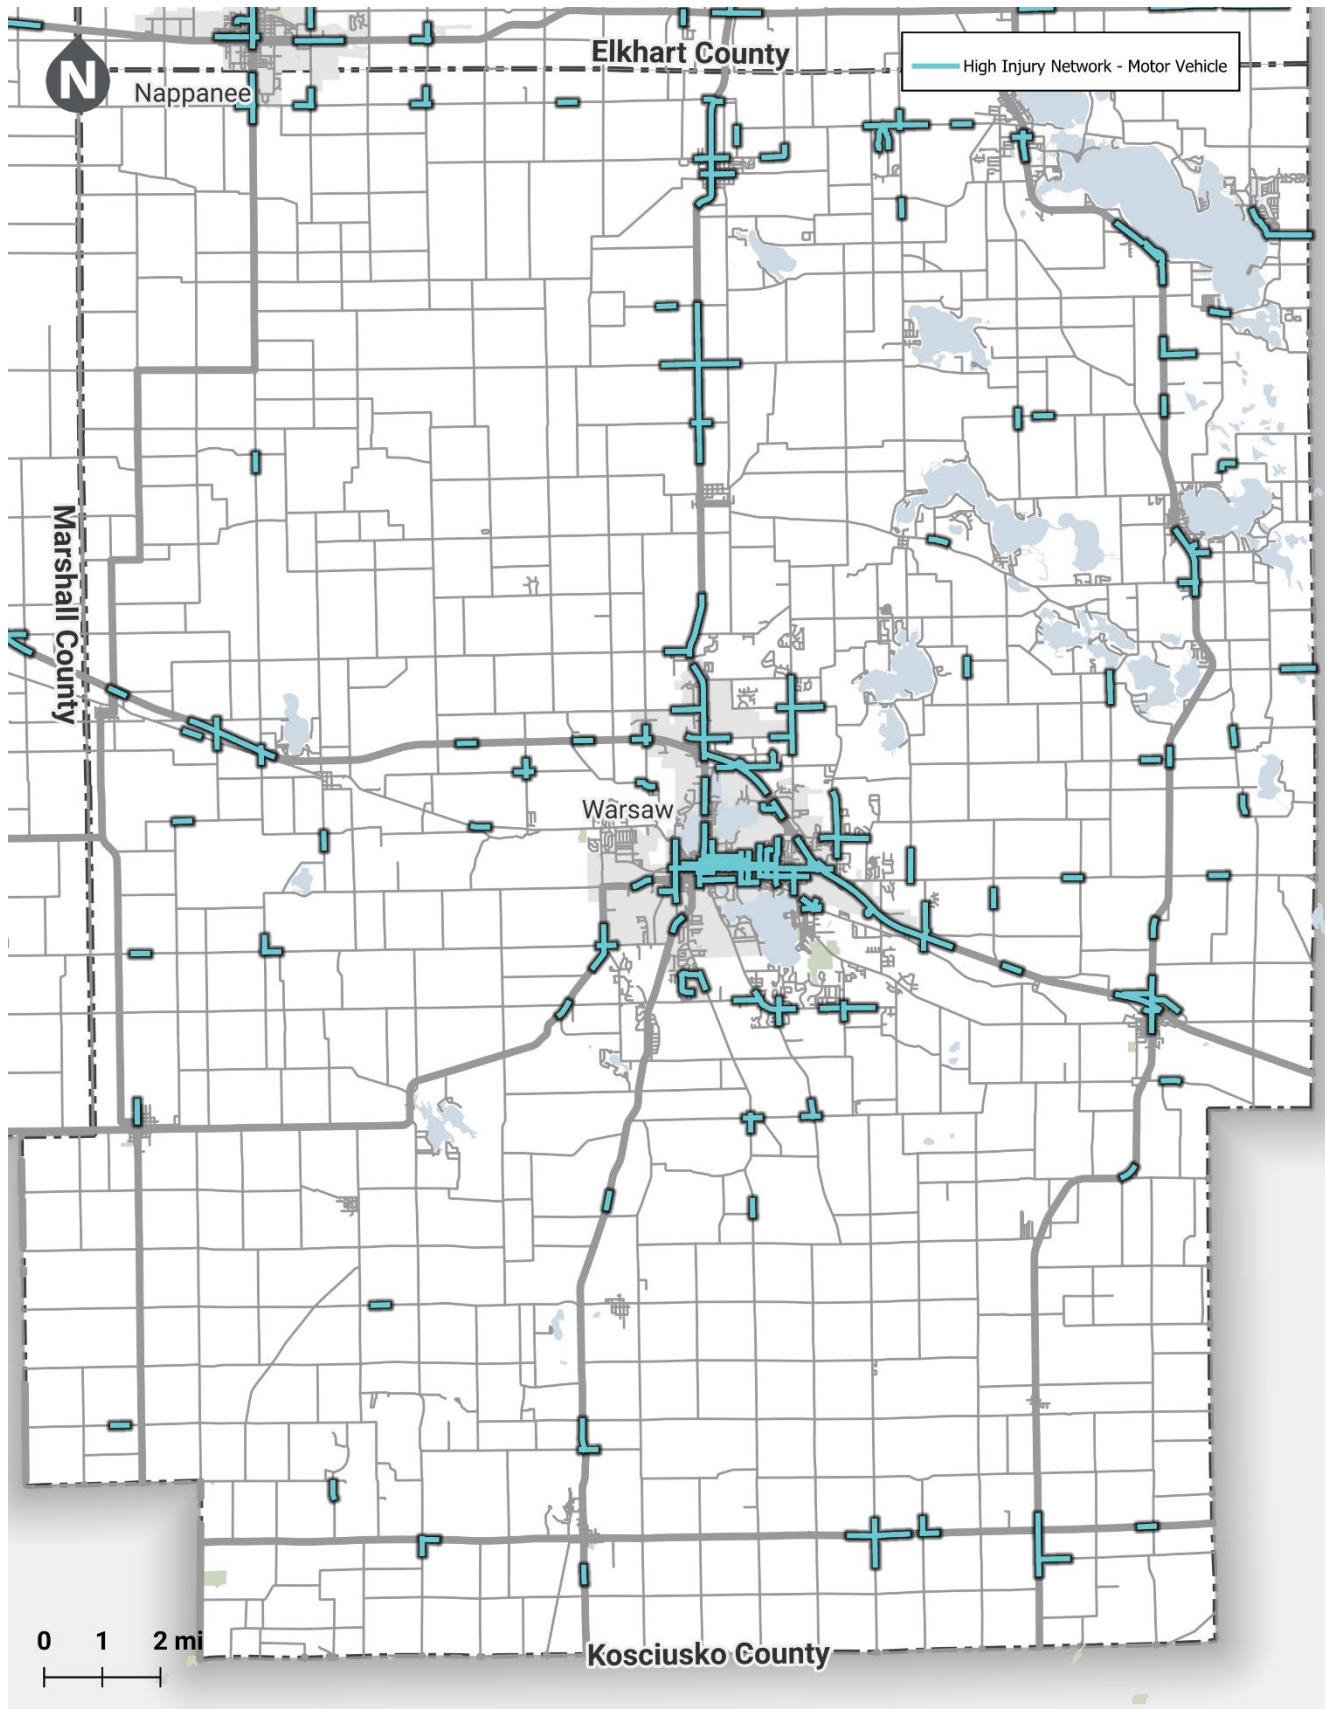 Elkhart County
High Injury Network - Motor Vehicle
N
Nappanee
Marshall County
Warsaw
0 1 2 mi
Kosciusko County